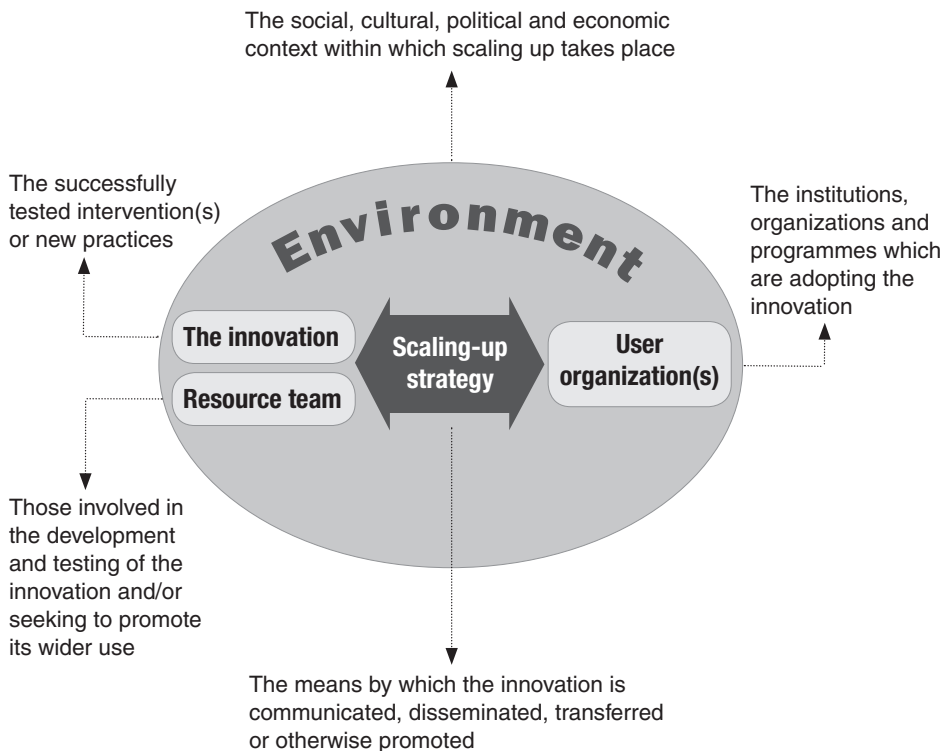 The social, cultural, political and economic
context within which scaling up takes place
The successfully
tested intervention(s)
or new practices
The institutions,
organizations and
programmes which
are adopting the
innovation
Environment
The innovation
Resource team
Scaling-up
strategy
User
organization(s)
Those involved in
the development
and testing of the
innovation and/or
seeking to promote
its wider use
The means by which the innovation is
communicated, disseminated, transferred
or otherwise promoted